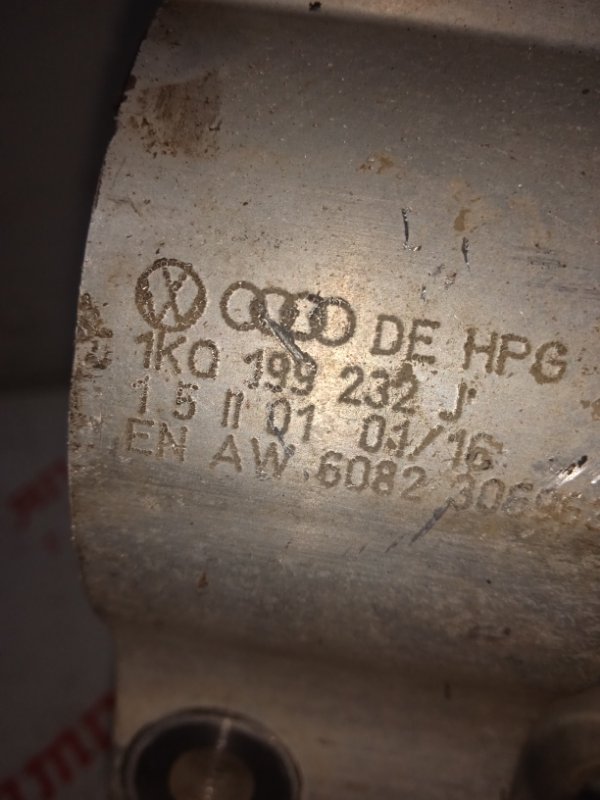 DE HPG
1K0 199 232 J
1 5 II 01 01/16
EN AW 6082